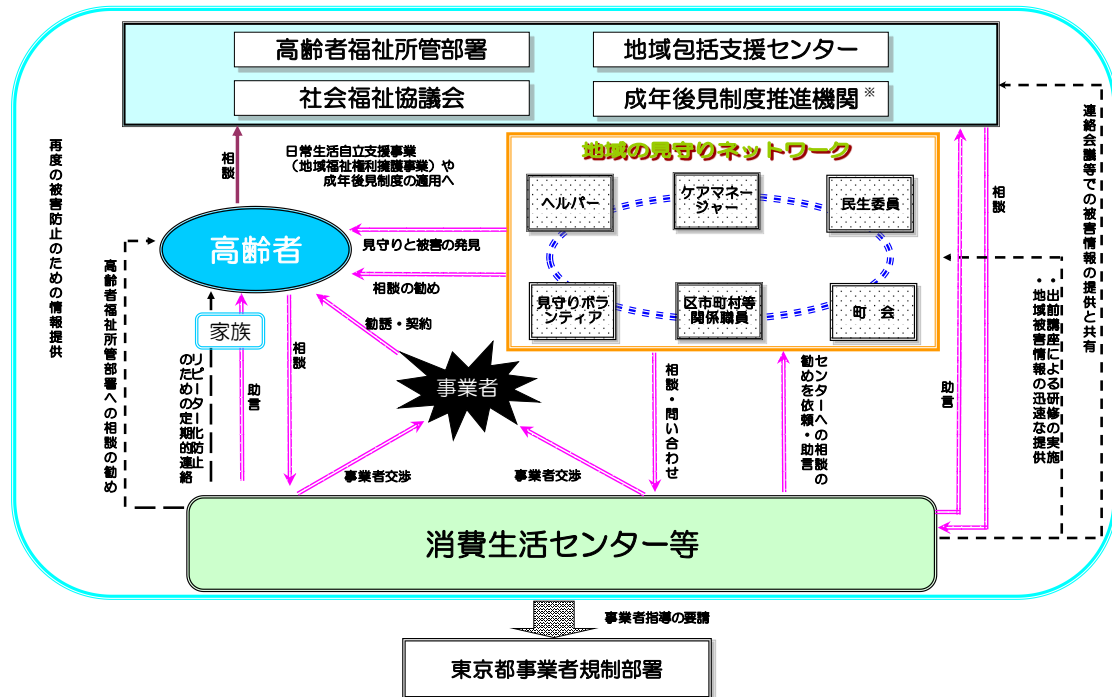 高齢者福祉所管部署
地域包括支援センター
社会福祉協議会
成年後見制度推進機関※
再度の被害防止のための情報提供
相談
日常生活自立支援事業
(地域福祉権利擁護事業)や
成年後見制度の適用へ
地域の見守りネットワーク
ヘルパー
ケアマネー
ジャー
民生委員
見守りボラ
ンティア
区市町村等
関係職員
町 会
高齢者
見守りと被害の発見
相談の勧め
勧誘・契約
家族
事業者
高齢者福祉所管部署への相談の勧め
リピーター化防止
のための定期的連絡
助言
相談
事業者交渉
事業者交渉
相談・問い合わせ
センターへの相談の
勧めを依頼・助言
助言
相談
・出前講座による研修の実施
・地域被害情報の迅速な提供
連絡会議等での被害情報の提供と共有
消費生活センター等
事業者指導の要請
東京都事業者規制部署